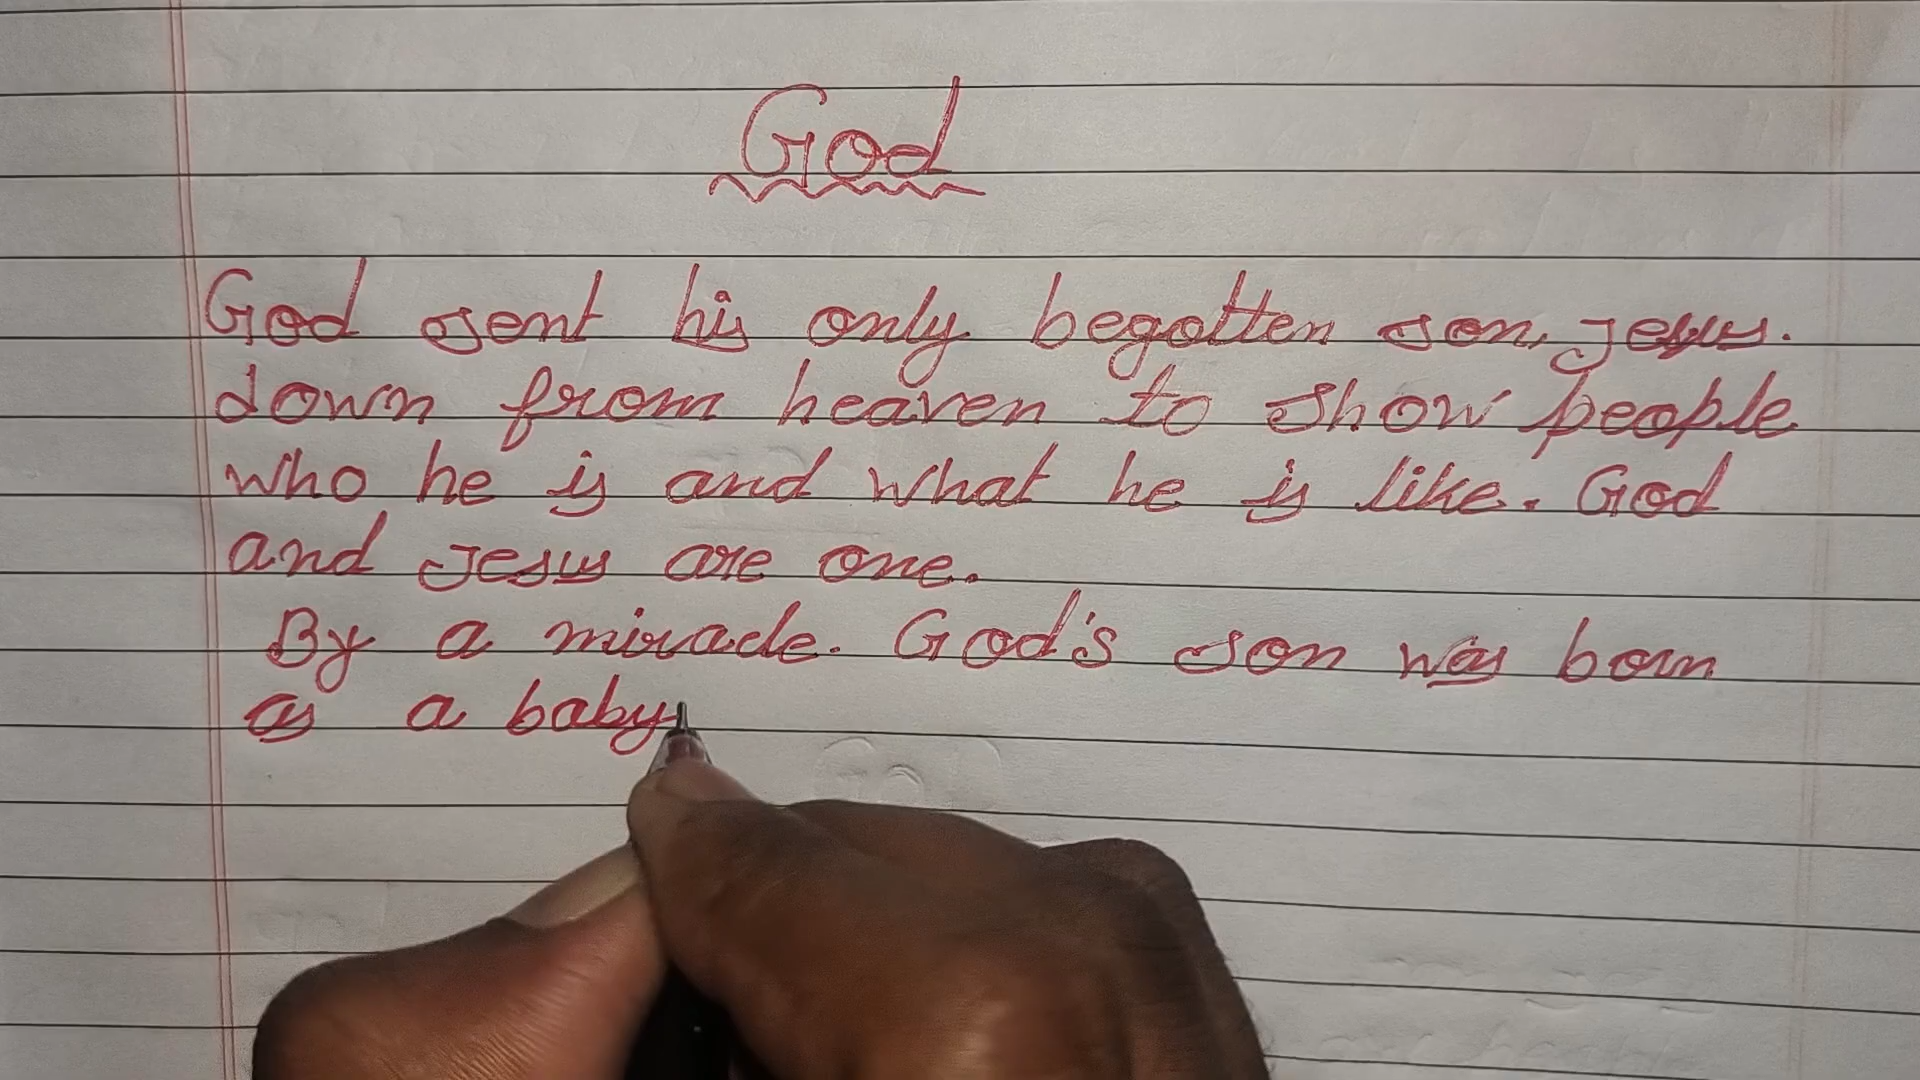 God
God sent his only begotten son, Jesus.
down from heaven to show people
who he is and what he is like. God
and Jesus are one.
By a miracle. God's son was born
as a baby